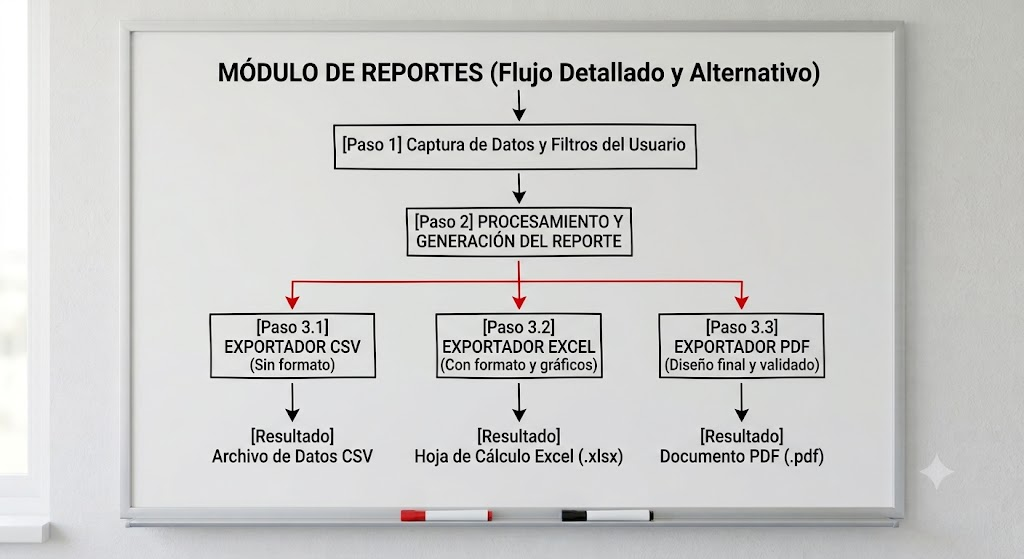 MÓDULO DE REPORTES (Flujo Detallado y Alternativo)
[Paso 1] Captura de Datos y Filtros del Usuario
[Paso 2] PROCESAMIENTO Y
GENERACIÓN DEL REPORTE
[Paso 3.1]
EXPORTADOR CSV
(Sin formato)
[Paso 3.2]
EXPORTADOR EXCEL
(Con formato y gráficos)
[Paso 3.3]
EXPORTADOR PDF
(Diseño final y validado)
[Resultado]
Archivo de Datos CSV
[Resultado]
Hoja de Cálculo Excel (.xlsx)
[Resultado]
Documento PDF (.pdf)